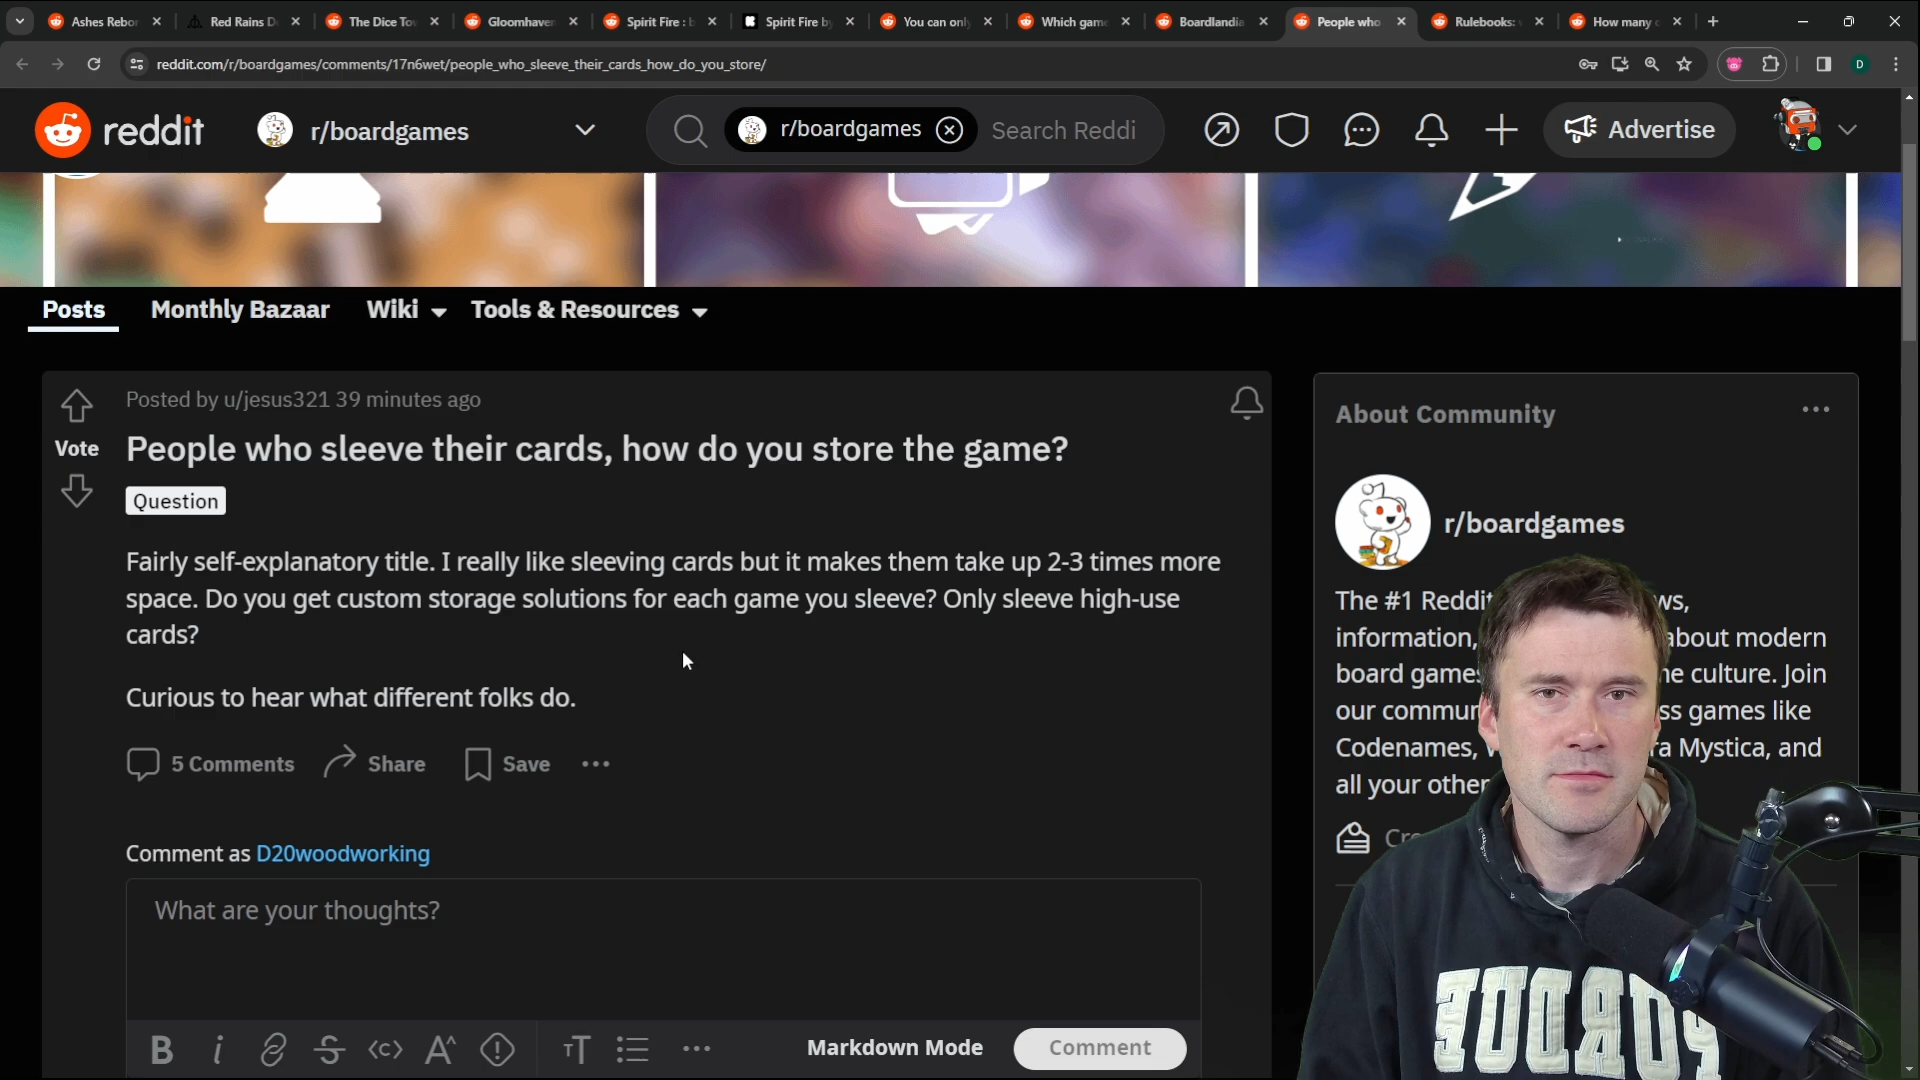 Ashes Rebor
Red Rains D
The Dice To
Gloomhaven
Spirit Fire : b
Spirit Fire by
You can onl
Which game
Boardlandia
People who
Rulebooks:
How many c
reddit.com/r/boardgames/comments/17n6wet/people_who_sleeve_their_cards_how_do_you_store/
D
reddit
r/boardgames
r/boardgames
Search Reddi
Advertise
Posts
Monthly Bazaar
Wiki
Tools & Resources
Posted by u/jesus321 39 minutes ago
Vote
People who sleeve their cards, how do you store the game?
Question
Fairly self-explanatory title. I really like sleeving cards but it makes them take up 2-3 times more
space. Do you get custom storage solutions for each game you sleeve? Only sleeve high-use
cards?
Curious to hear what different folks do.
5 Comments
Share
Save
Comment as D20woodworking
What are your thoughts?
Markdown Mode
Comment
About Community
r/boardgames
The #1 Reddit ws,
information, about modern
board games e culture. Join
our commun ss games like
Codenames, ra Mystica, and
all your other
Cre